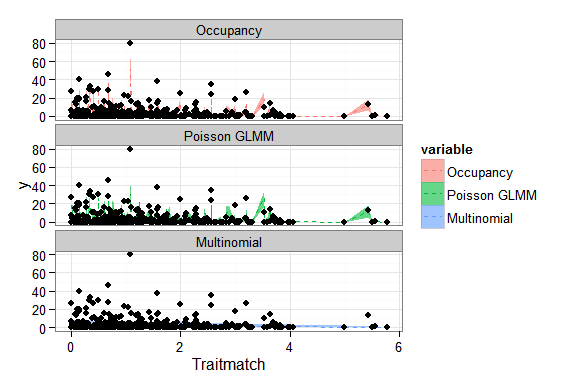 Occupancy
80
60
40
20
0
Poisson GLMM
80
60
40
20
0
Multinomial
80
60
40
20
0
y
0 2 4 6
Traitmatch
variable
Occupancy
Poisson GLMM
Multinomial